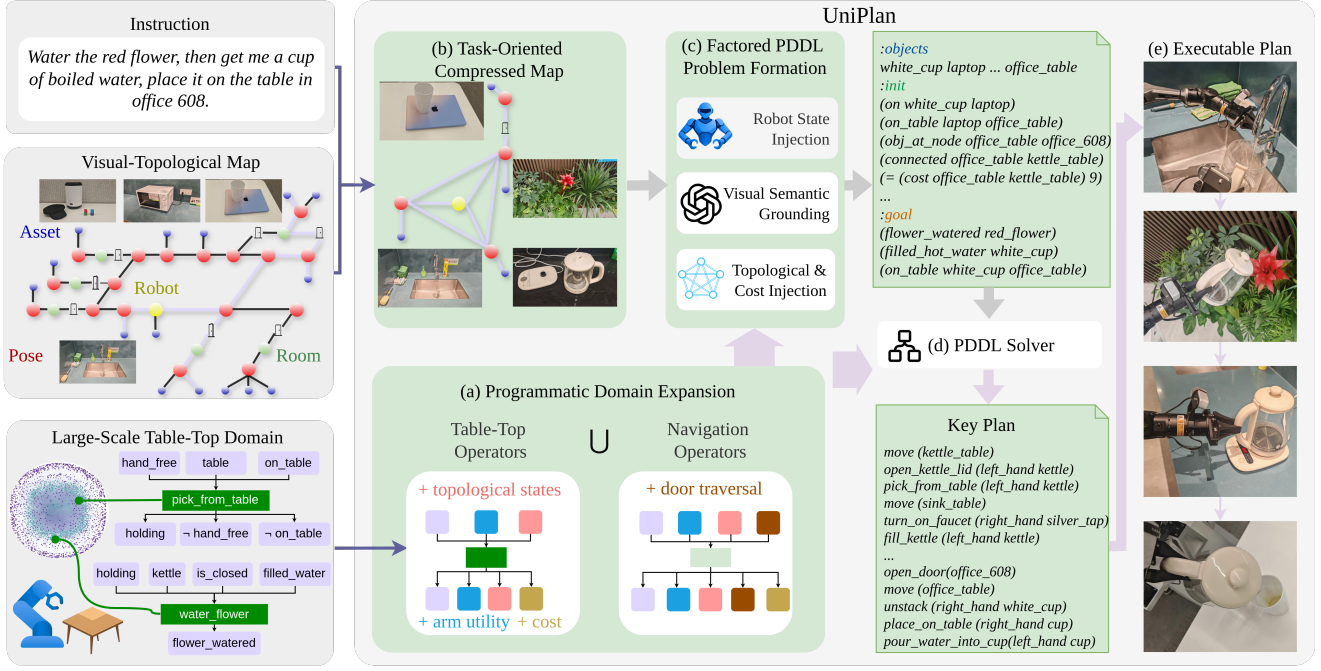 Instruction
Water the red flower, then get me a cup
of boiled water, place it on the table in
office 608.
Visual-Topological Map
Asset
Robot
Pose
Room
Large-Scale Table-Top Domain
hand_free
table
on_table
pick_from_table
holding
¬ hand_free
¬ on_table
holding
kettle
is_closed
filled_water
water_flower
flower_watered
UniPlan
(b) Task-Oriented
Compressed Map
(c) Factored PDDL
Problem Formation
Robot State
Injection
Visual Semantic
Grounding
Topological &
Cost Injection
:objects
white_cup laptop ... office_table
:init
(on white_cup laptop)
(on_table laptop office_table)
(obj_at_node office_table office_608)
(connected office_table kettle_table)
(= (cost office_table kettle_table) 9)
...
:goal
(flower_watered red_flower)
(filled_hot_water white_cup)
(on_table white_cup office_table)
(d) PDDL Solver
(a) Programmatic Domain Expansion
Table-Top
Operators
∪
Navigation
Operators
+ topological states
+ arm utility + cost
+ door traversal
Key Plan
move (kettle_table)
open_kettle_lid (left_hand kettle)
pick_from_table (left_hand kettle)
move (sink_table)
turn_on_faucet (right_hand silver_tap)
fill_kettle (left_hand kettle)
...
open_door(office_608)
move (office_table)
unstack (right_hand white_cup)
place_on_table (right_hand cup)
pour_water_into_cup(left_hand cup)
(e) Executable Plan